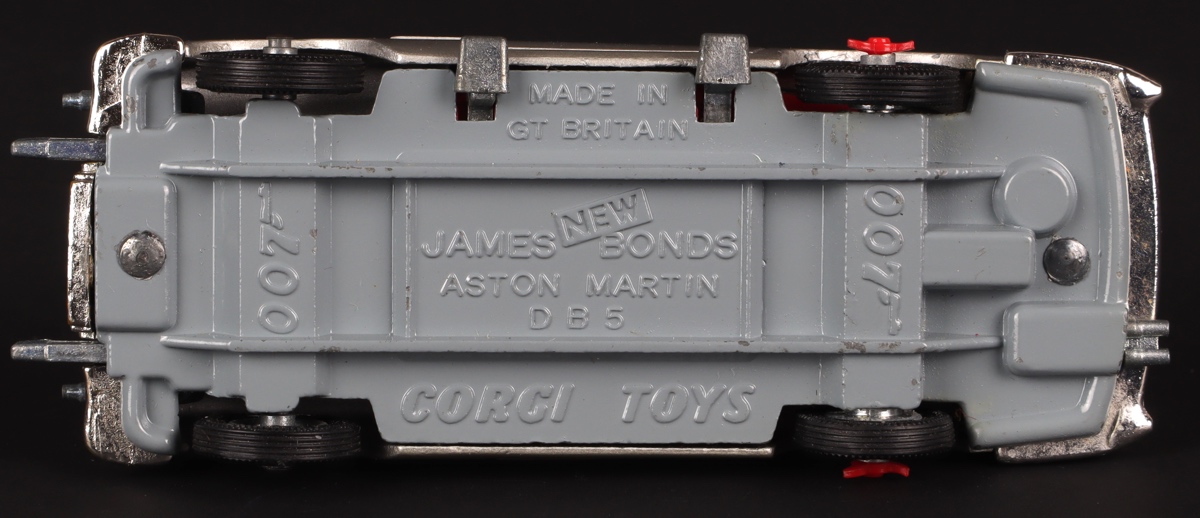 MADE IN
GT BRITAIN
NEW
JAMES BONDS
ASTON MARTIN
D B 5
CORGI TOYS
007
007